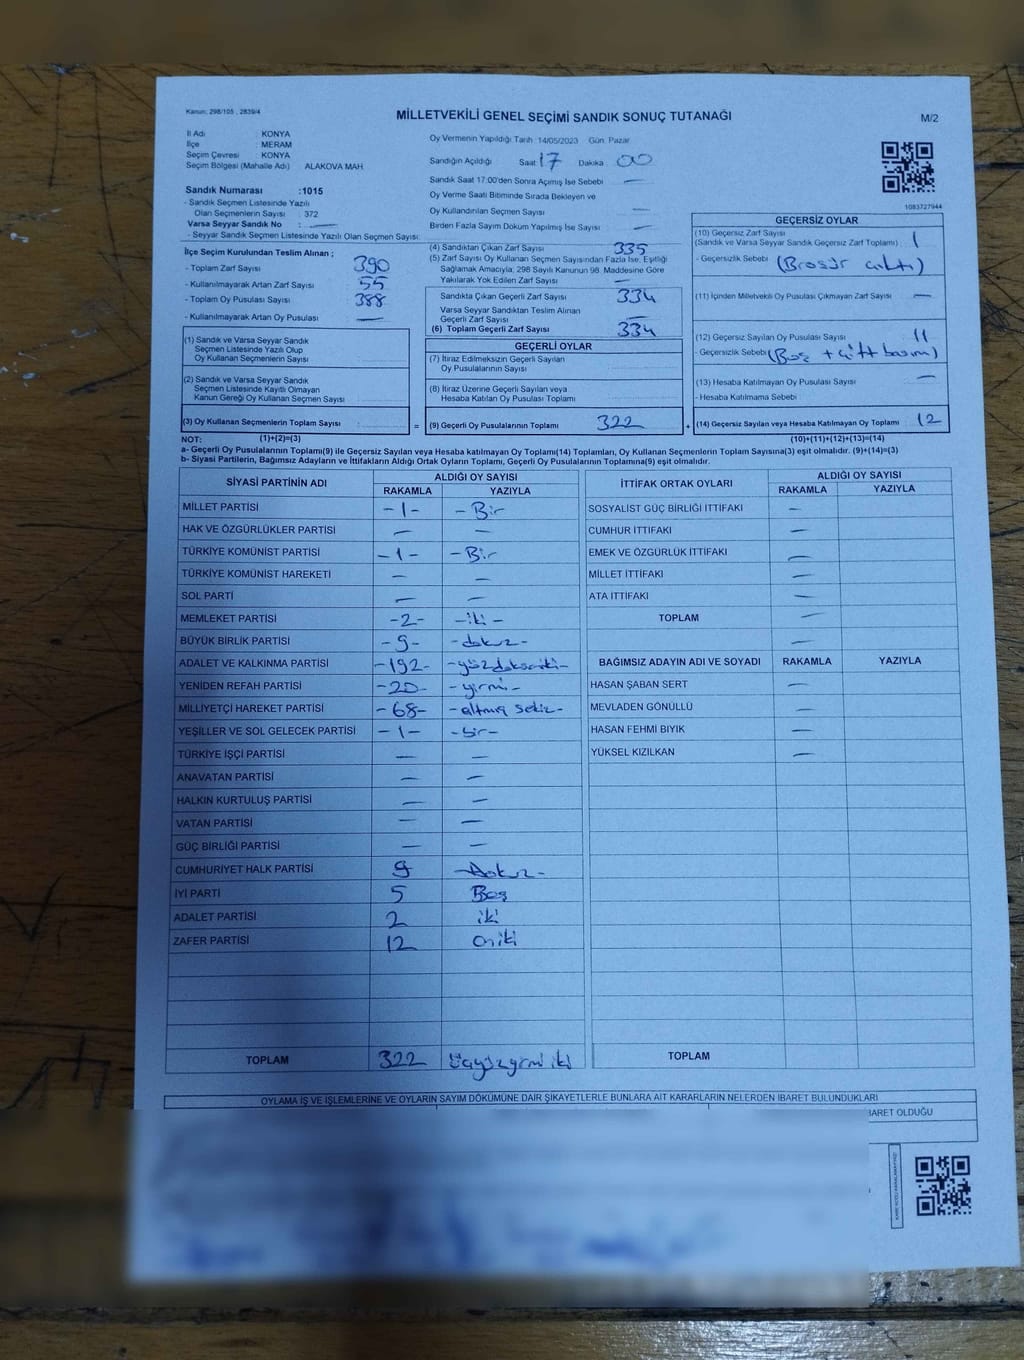 Kanun: 298/105 , 2839/4
MİLLETVEKİLİ GENEL SEÇİMİ SANDIK SONUÇ TUTANAĞI
M/2
İl Adı : KONYA
İlçe : MERAM
Seçim Çevresi : KONYA
Seçim Bölgesi (Mahalle Adı) ALAKOVA MAH.
Sandık Numarası :1015
- Sandık Seçmen Listesinde Yazılı
Olan Seçmenlerin Sayısı : 372
Varsa Seyyar Sandık No : —
- Seyyar Sandık Seçmen Listesinde Yazılı Olan Seçmen Sayısı:
Oy Vermenin Yapıldığı Tarih :14/05/2023 Gün: Pazar
Sandığın Açıldığı Saat 17 Dakika 00
Sandık Saat 17:00'den Sonra Açımış İse Sebebi —
Oy Verme Saati Bitiminde Sırada Bekleyen ve
Oy Kullandırılan Seçmen Sayısı —
Birden Fazla Sayım Döküm Yapılmış İse Sayısı —
1083727944
İlçe Seçim Kurulundan Teslim Alınan ;
- Toplam Zarf Sayısı 390
- Kullanılmayarak Artan Zarf Sayısı 55
- Toplam Oy Pusulası Sayısı 388
- Kullanılmayarak Artan Oy Pusulası —
(4) Sandıktan Çıkan Zarf Sayısı 335
(5) Zarf Sayısı Oy Kullanan Seçmen Sayısından Fazla İse, Eşitliği
Sağlamak Amacıyla; 298 Sayılı Kanunun 98. Maddesine Göre
Yakılarak Yok Edilen Zarf Sayısı —
Sandıkta Çıkan Geçerli Zarf Sayısı 334
Varsa Seyyar Sandıktan Teslim Alınan
Geçerli Zarf Sayısı —
(6) Toplam Geçerli Zarf Sayısı 334
GEÇERSİZ OYLAR
(10) Geçersiz Zarf Sayısı
(Sandık ve Varsa Seyyar Sandık Geçersiz Zarf Toplamı) 1
- Geçersizlik Sebebi (Broşür çıktı)
(11) İçinden Milletvekili Oy Pusulası Çıkmayan Zarf Sayısı —
(12) Geçersiz Sayılan Oy Pusulası Sayısı 11
- Geçersizlik Sebebi (Boş + çift basım)
(13) Hesaba Katılmayan Oy Pusulası Sayısı —
- Hesaba Katılmama Sebebi
(14) Geçersiz Sayılan veya Hesaba Katılmayan Oy Toplamı 12
(10)+(11)+(12)+(13)=(14)
(1) Sandık ve Varsa Seyyar Sandık
Seçmen Listesinde Yazılı Olup
Oy Kullanan Seçmenlerin Sayısı
(2) Sandık ve Varsa Seyyar Sandık
Seçmen Listesinde Kayıtlı Olmayan
Kanun Gereği Oy Kullanan Seçmen Sayısı
(3) Oy Kullanan Seçmenlerin Toplam Sayısı =
GEÇERLİ OYLAR
(7) İtiraz Edilmeksizin Geçerli Sayılan
Oy Pusulalarının Sayısı
(8) İtiraz Üzerine Geçerli Sayılan veya
Hesaba Katılan Oy Pusulası Toplamı
(9) Geçerli Oy Pusulalarının Toplamı 322 +
NOT: (1)+(2)=(3)
a- Geçerli Oy Pusulalarının Toplamı(9) ile Geçersiz Sayılan veya Hesaba katılmayan Oy Toplamı(14) Toplamları, Oy Kullanan Seçmenlerin Toplam Sayısına(3) eşit olmalıdır. (9)+(14)=(3)
b- Siyasi Partilerin, Bağımsız Adayların ve İttifakların Aldığı Ortak Oyların Toplamı, Geçerli Oy Pusulalarının Toplamına(9) eşit olmalıdır.
SİYASİ PARTİNİN ADI ALDIĞI OY SAYISI
RAKAMLA YAZIYLA
MİLLET PARTİSİ -1- -Bir
HAK VE ÖZGÜRLÜKLER PARTİSİ — —
TÜRKİYE KOMÜNİST PARTİSİ -1- -Bir
TÜRKİYE KOMÜNİST HAREKETİ — —
SOL PARTİ — —
MEMLEKET PARTİSİ -2- -iki-
BÜYÜK BİRLİK PARTİSİ -9- -dokuz-
ADALET VE KALKINMA PARTİSİ -192- -yüzdoksaniki-
YENİDEN REFAH PARTİSİ -20- -yirmi-
MİLLİYETÇİ HAREKET PARTİSİ -68- -altmış sekiz-
YEŞİLLER VE SOL GELECEK PARTİSİ -1- -bir-
TÜRKİYE İŞÇİ PARTİSİ — —
ANAVATAN PARTİSİ — —
HALKIN KURTULUŞ PARTİSİ — —
VATAN PARTİSİ — —
GÜÇ BİRLİĞİ PARTİSİ — —
CUMHURİYET HALK PARTİSİ 9 -dokuz-
İYİ PARTİ 5 Beş
ADALET PARTİSİ 2 iki
ZAFER PARTİSİ 12 oniki
TOPLAM 322 Üçyüzyirmi iki
İTTİFAK ORTAK OYLARI ALDIĞI OY SAYISI
RAKAMLA YAZIYLA
SOSYALİST GÜÇ BİRLİĞİ İTTİFAKI —
CUMHUR İTTİFAKI —
EMEK VE ÖZGÜRLÜK İTTİFAKI —
MİLLET İTTİFAKI —
ATA İTTİFAKI —
TOPLAM —
—
BAĞIMSIZ ADAYIN ADI VE SOYADI RAKAMLA YAZIYLA
HASAN ŞABAN SERT —
MEVLADEN GÖNÜLLÜ —
HASAN FEHMİ BIYIK —
YÜKSEL KIZILKAN —
TOPLAM
OYLAMA İŞ VE İŞLEMLERİNE VE OYLARIN SAYIM DÖKÜMÜNE DAİR ŞİKAYETLERLE BUNLARA AİT KARARLARIN NELERDEN İBARET BULUNDUKLARI
BARET OLDUĞU